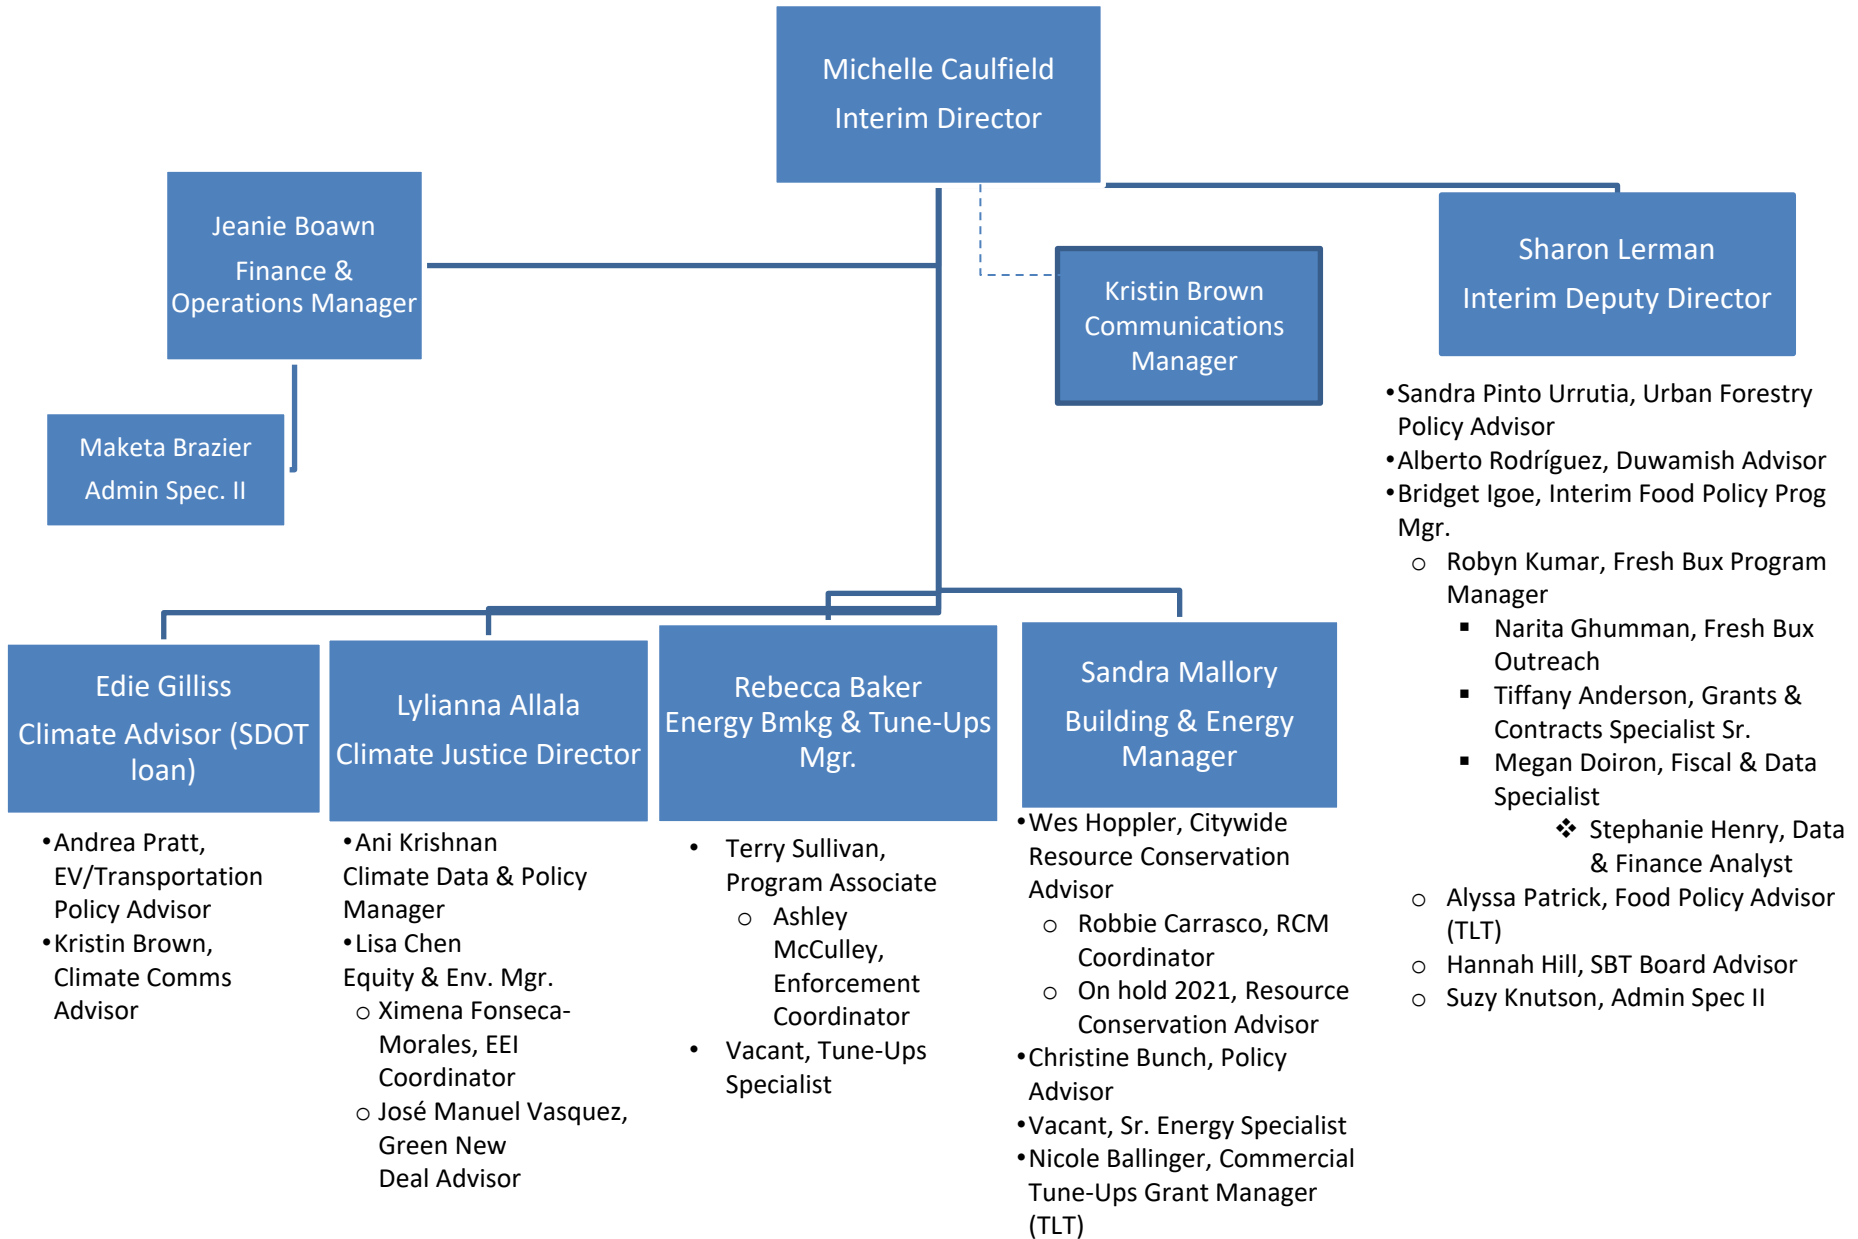 Michelle Caulfield
Interim Director
Jeanie Boawn
Finance &
Operations Manager
Maketa Brazier
Admin Spec. II
Kristin Brown
Communications
Manager
Sharon Lerman
Interim Deputy Director
•Sandra Pinto Urrutia, Urban Forestry
Policy Advisor
•Alberto Rodríguez, Duwamish Advisor
•Bridget Igoe, Interim Food Policy Prog
Mgr.
o Robyn Kumar, Fresh Bux Program
Manager
▪ Narita Ghumman, Fresh Bux
Outreach
▪ Tiffany Anderson, Grants &
Contracts Specialist Sr.
▪ Megan Doiron, Fiscal & Data
Specialist
❖ Stephanie Henry, Data
& Finance Analyst
o Alyssa Patrick, Food Policy Advisor
(TLT)
o Hannah Hill, SBT Board Advisor
o Suzy Knutson, Admin Spec II
Edie Gilliss
Climate Advisor (SDOT
loan)
•Andrea Pratt,
EV/Transportation
Policy Advisor
•Kristin Brown,
Climate Comms
Advisor
Lylianna Allala
Climate Justice Director
•Ani Krishnan
Climate Data & Policy
Manager
•Lisa Chen
Equity & Env. Mgr.
o Ximena Fonseca-
Morales, EEI
Coordinator
o José Manuel Vasquez,
Green New
Deal Advisor
Rebecca Baker
Energy Bmkg & Tune-Ups
Mgr.
• Terry Sullivan,
Program Associate
o Ashley
McCulley,
Enforcement
Coordinator
• Vacant, Tune-Ups
Specialist
Sandra Mallory
Building & Energy
Manager
•Wes Hoppler, Citywide
Resource Conservation
Advisor
o Robbie Carrasco, RCM
Coordinator
o On hold 2021, Resource
Conservation Advisor
•Christine Bunch, Policy
Advisor
•Vacant, Sr. Energy Specialist
•Nicole Ballinger, Commercial
Tune-Ups Grant Manager
(TLT)